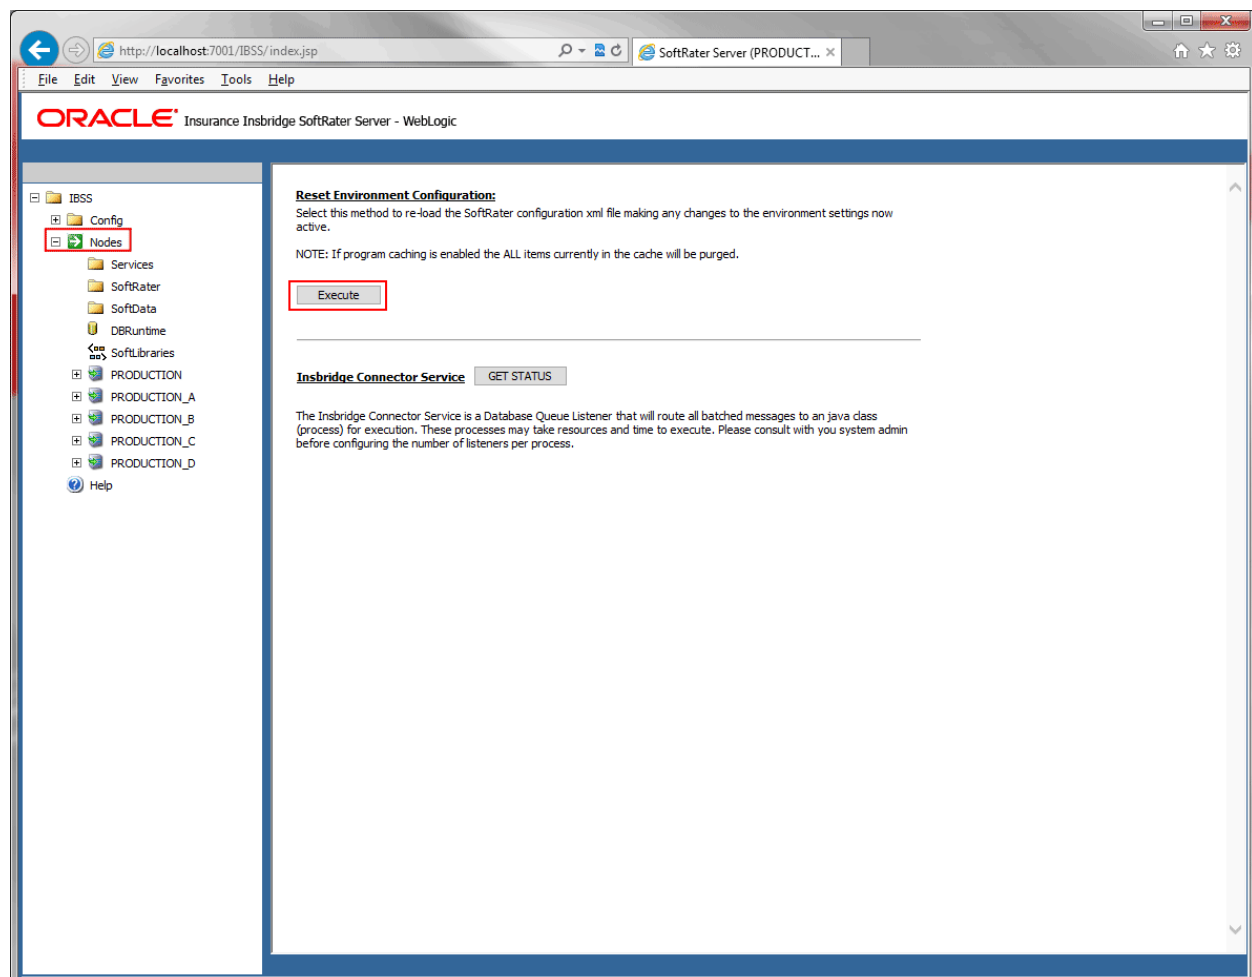 http://localhost:7001/IBSS/index.jsp
SoftRater Server (PRODUCT...
File Edit View Favorites Tools Help
ORACLE Insurance Insbridge SoftRater Server - WebLogic
IBSS
Config
Nodes
Services
SoftRater
SoftData
DBRuntime
SoftLibraries
PRODUCTION
PRODUCTION_A
PRODUCTION_B
PRODUCTION_C
PRODUCTION_D
Help
Reset Environment Configuration:
Select this method to re-load the SoftRater configuration xml file making any changes to the environment settings now
active.
NOTE: If program caching is enabled the ALL items currently in the cache will be purged.
Execute
Insbridge Connector Service GET STATUS
The Insbridge Connector Service is a Database Queue Listener that will route all batched messages to an java class
(process) for execution. These processes may take resources and time to execute. Please consult with you system admin
before configuring the number of listeners per process.